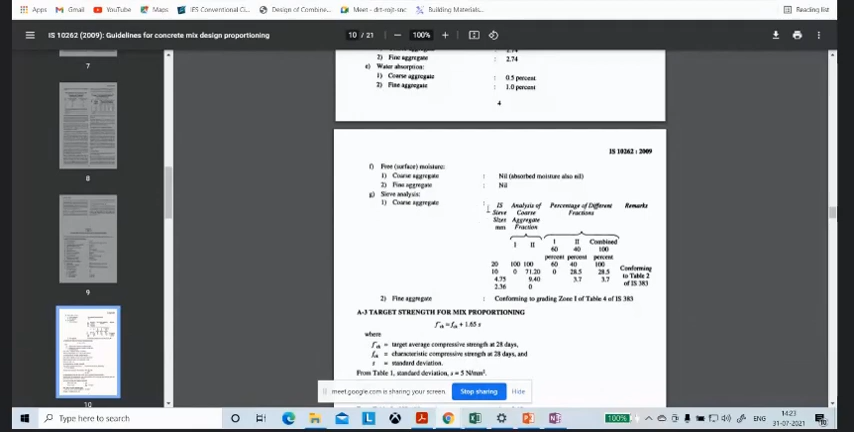 Apps Gmail YouTube Maps IES Conventional Ci... Design of Combine... Meet - drt-rojt-snc Building Materials... Reading list
IS 10262 (2009): Guidelines for concrete mix design proportioning 10 / 21 100%
7
8
9
10
2) Fine aggregate : 2.74
e) Water absorption:
1) Coarse aggregate : 0.5 percent
2) Fine aggregate : 1.0 percent
4
IS 10262 : 2009
f) Free (surface) moisture:
1) Coarse aggregate : Nil (absorbed moisture also nil)
2) Fine aggregate : Nil
g) Sieve analysis:
1) Coarse aggregate :
IS Analysis of Percentage of Different Remarks
Sieve Coarse Fractions
Sizes Aggregate
mm Fraction
I II I II Combined
60 40 100
percent percent percent
20 100 100 60 40 100 Conforming
10 0 71.20 0 28.5 28.5 to Table 2
4.75 9.40 3.7 3.7 of IS 383
2.36 0
2) Fine aggregate : Conforming to grading Zone I of Table 4 of IS 383
A-3 TARGET STRENGTH FOR MIX PROPORTIONING
f'ck = fck + 1.65 s
where
f'ck = target average compressive strength at 28 days,
fck = characteristic compressive strength at 28 days, and
s = standard deviation.
From Table 1, standard deviation, s = 5 N/mm².
meet.google.com is sharing your screen. Stop sharing Hide
Type here to search 100% ENG 14:23
31-07-2021